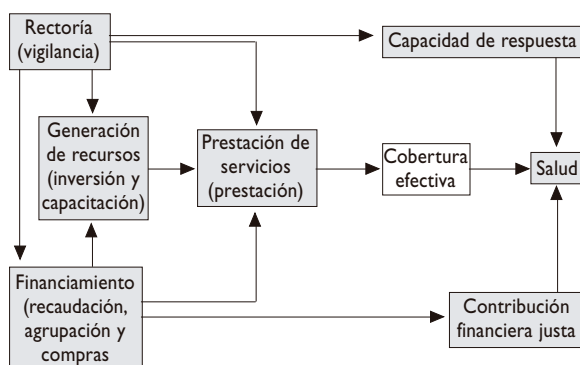 Rectoría
(vigilancia)
Capacidad de respuesta
Generación
de recursos
(inversión y
capacitación)
Prestación de
servicios
(prestación)
Cobertura
efectiva
Salud
Financiamiento
(recaudación,
agrupación y
compras
Contribución
financiera justa